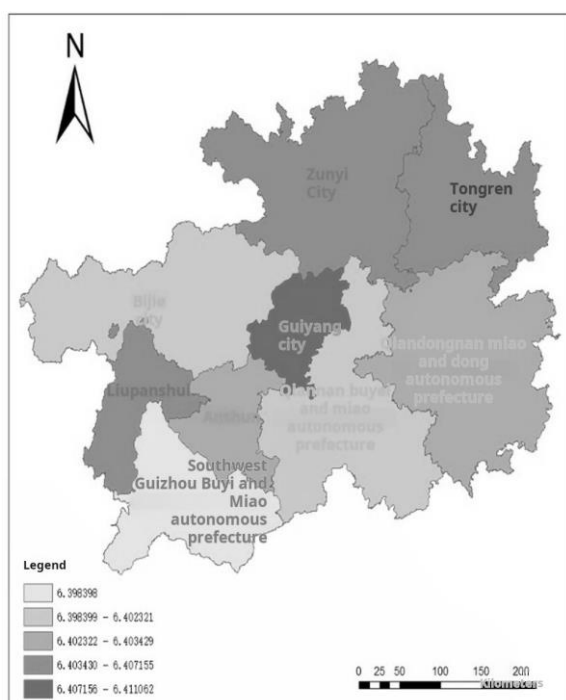 N
Zunyi
City
Tongren
city
Bijie
city
Guiyang
city
Qiandongnan miao
and dong
autonomous
prefecture
Liupanshui
Anshun
Qiannan buyei
and miao
autonomous
prefecture
Southwest
Guizhou Buyi and
Miao
autonomous
prefecture
Legend
6.398398
6.398399 - 6.402321
6.402322 - 6.403429
6.403430 - 6.407155
6.407156 - 6.411062
0 25 50 100 150 200
Kilometers